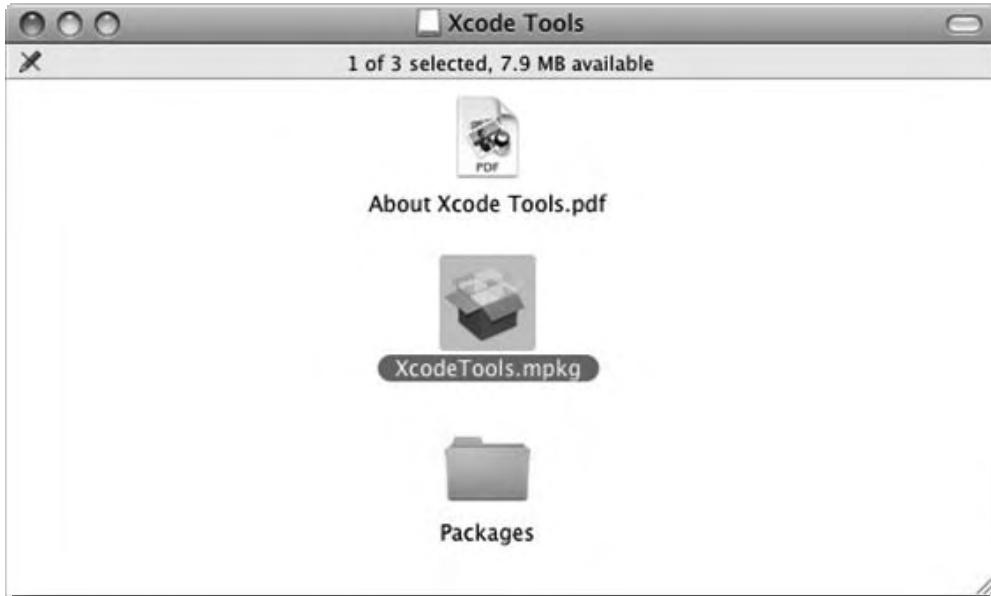 Xcode Tools
1 of 3 selected, 7.9 MB available
PDF
About Xcode Tools.pdf
XcodeTools.mpkg
Packages